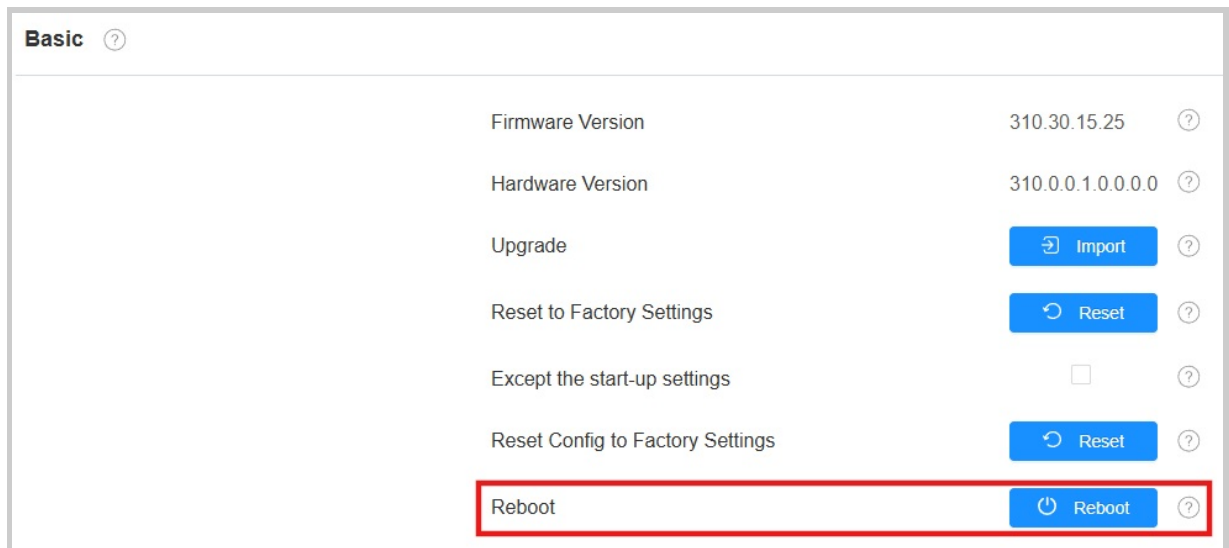 Basic ?
Firmware Version 310.30.15.25 ?
Hardware Version 310.0.0.1.0.0.0.0 ?
Upgrade Import ?
Reset to Factory Settings Reset ?
Except the start-up settings ?
Reset Config to Factory Settings Reset ?
Reboot Reboot ?